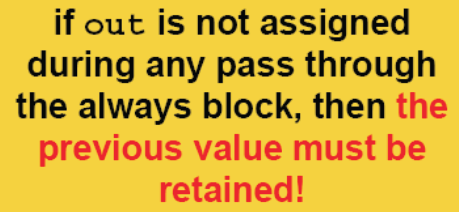 if out is not assigned
during any pass through
the always block, then the
previous value must be
retained!